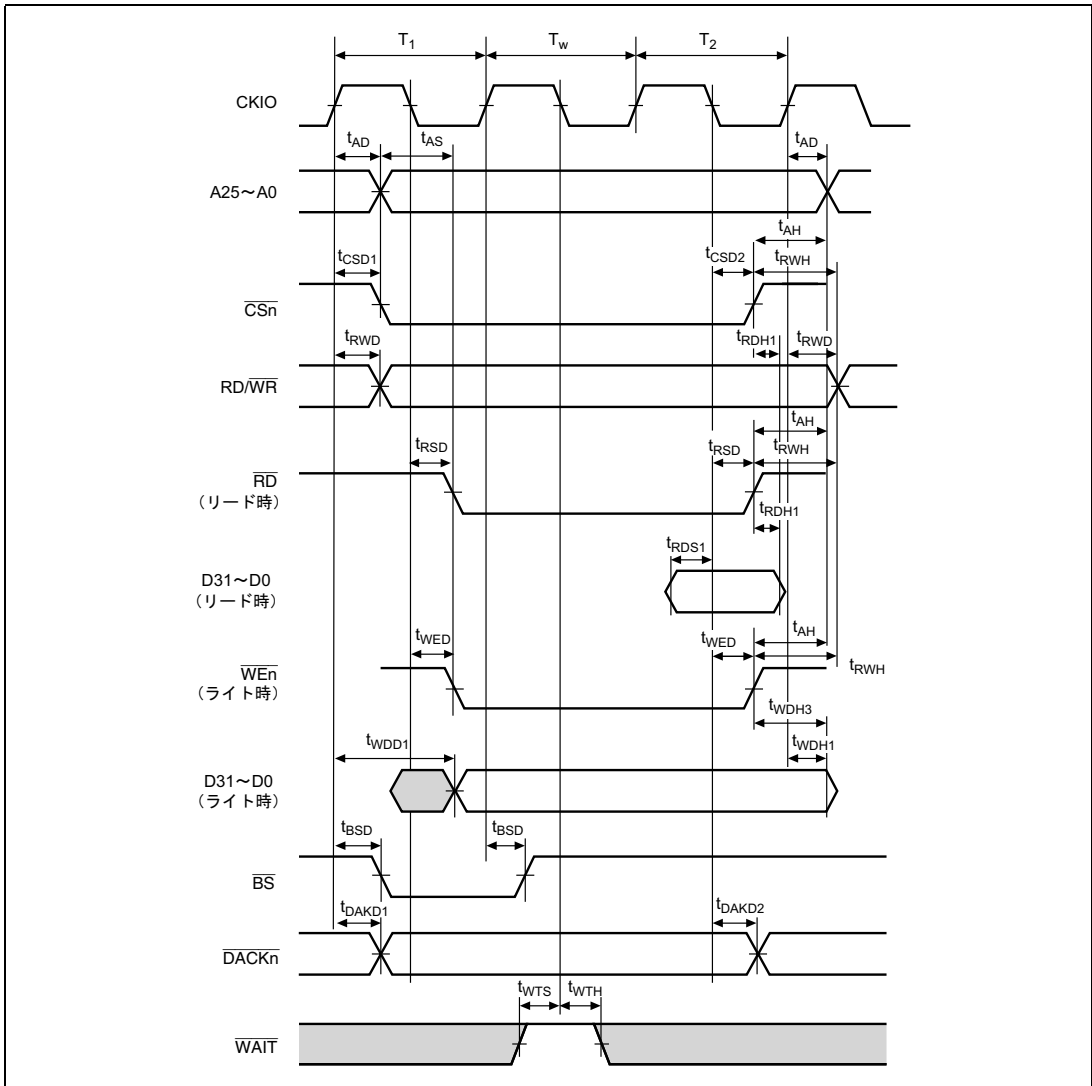 T1 Tw T2
CKIO
tAD tAS tAD
A25～A0
tAH
tCSD1 tCSD2 tRWH
CSn
tRWD tRDH1 tRWD
RD/WR
tAH
tRSD tRSD tRWH
RD
（リード時）
tRDH1
tRDS1
D31～D0
（リード時）
tWED tWED tAH
WEn
（ライト時）
tRWH
tWDH3
tWDD1 tWDH1
D31～D0
（ライト時）
tBSD tBSD
BS
tDAKD1 tDAKD2
DACKn
tWTS tWTH
WAIT